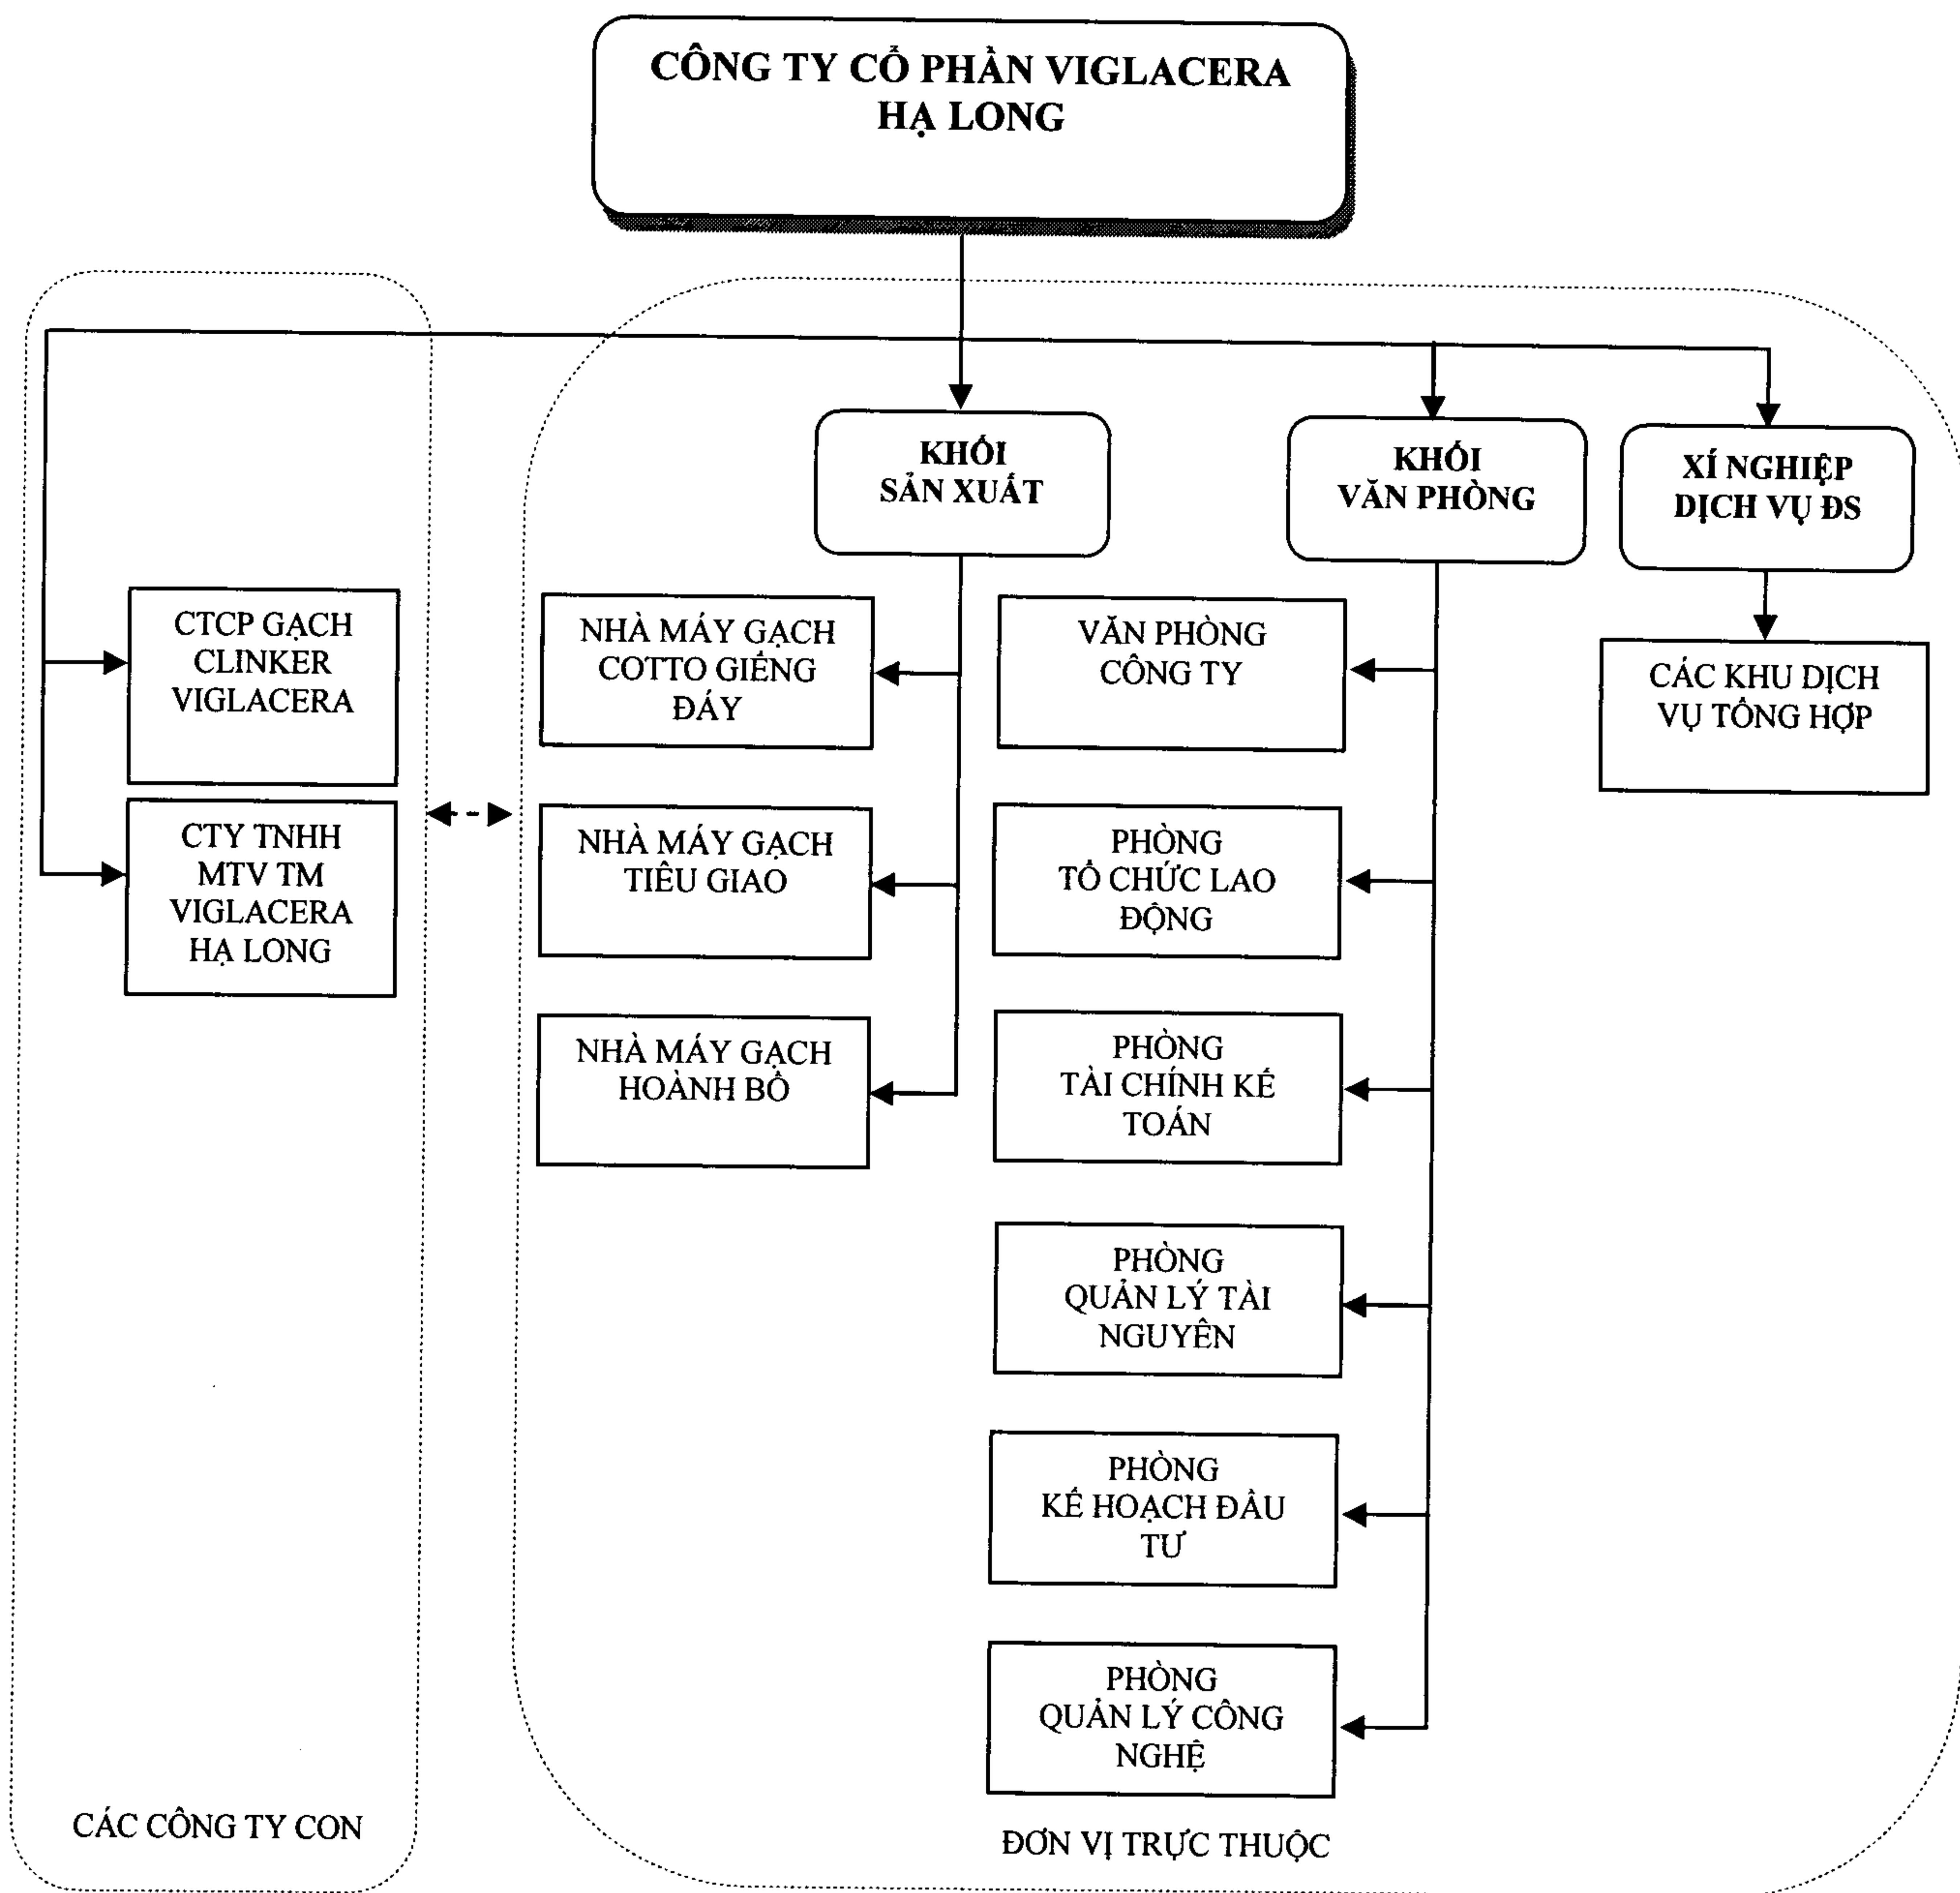 CÔNG TY CỔ PHẦN VIGLACERA
HẠ LONG
KHỐI
SẢN XUẤT
KHỐI
VĂN PHÒNG
XÍ NGHIỆP
DỊCH VỤ ĐS
CTCP GẠCH
CLINKER
VIGLACERA
CTY TNHH
MTV TM
VIGLACERA
HẠ LONG
NHÀ MÁY GẠCH
COTTO GIẾNG
ĐÁY
NHÀ MÁY GẠCH
TIÊU GIAO
NHÀ MÁY GẠCH
HOÀNH BỒ
VĂN PHÒNG
CÔNG TY
PHÒNG
TỔ CHỨC LAO
ĐỘNG
PHÒNG
TÀI CHÍNH KẾ
TOÁN
PHÒNG
QUẢN LÝ TÀI
NGUYÊN
PHÒNG
KẾ HOẠCH ĐẦU
TƯ
PHÒNG
QUẢN LÝ CÔNG
NGHỆ
CÁC KHU DỊCH
VỤ TỔNG HỢP
CÁC CÔNG TY CON
ĐƠN VỊ TRỰC THUỘC